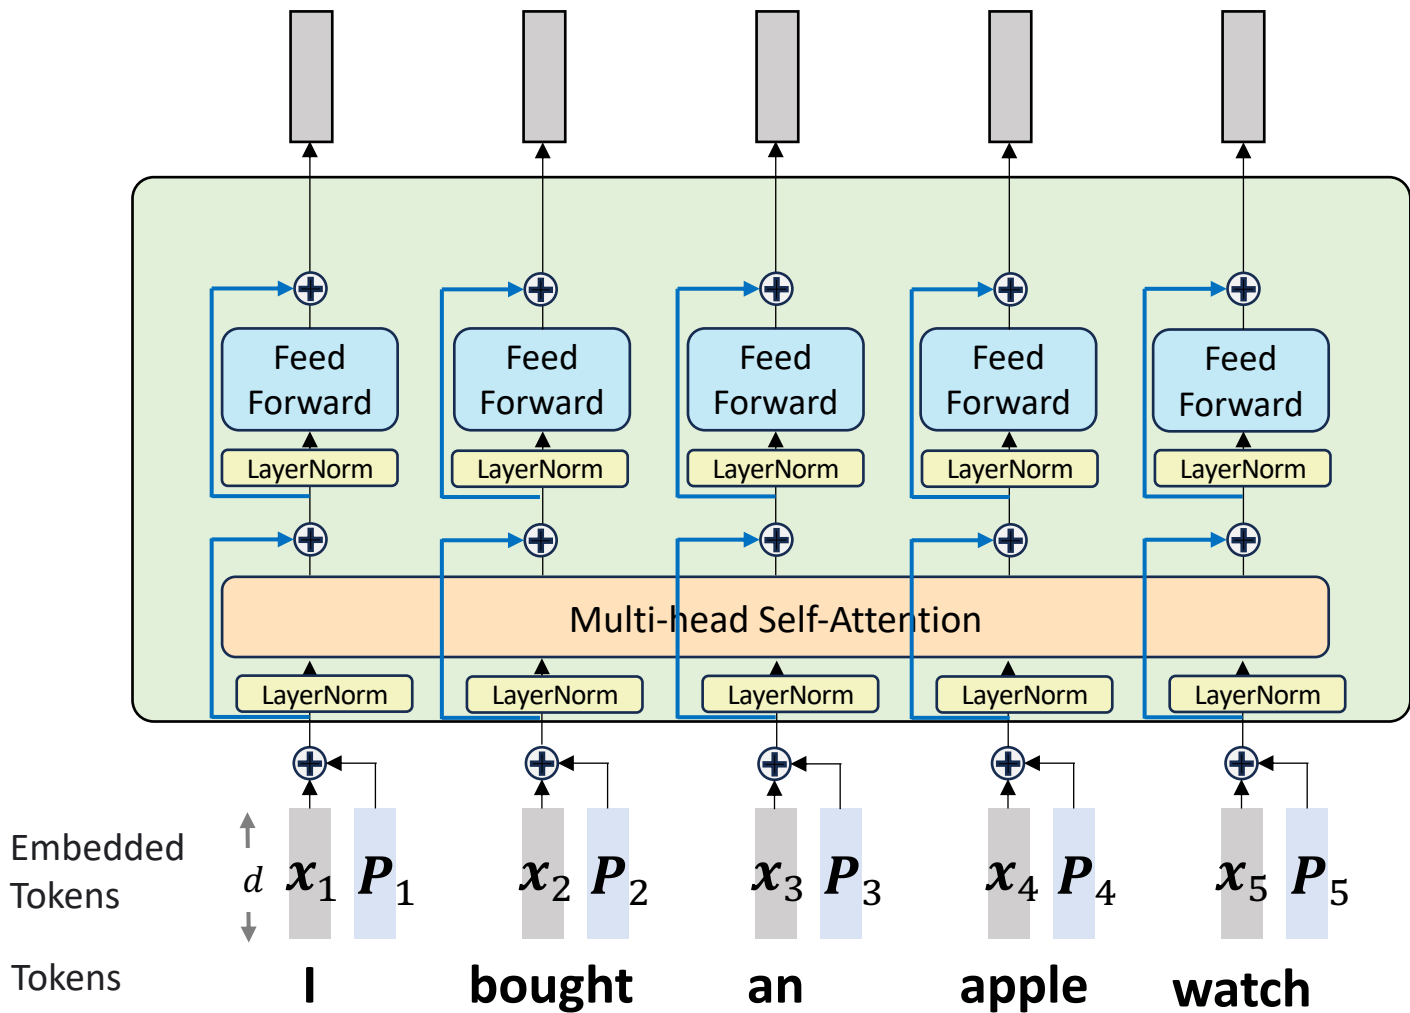 Feed Feed Feed Feed Feed
Forward Forward Forward Forward Forward
LayerNorm LayerNorm LayerNorm LayerNorm LayerNorm
Multi-head Self-Attention
LayerNorm LayerNorm LayerNorm LayerNorm LayerNorm
Embedded
Tokens
d x₁ P₁ x₂ P₂ x₃ P₃ x₄ P₄ x₅ P₅
Tokens I bought an apple watch